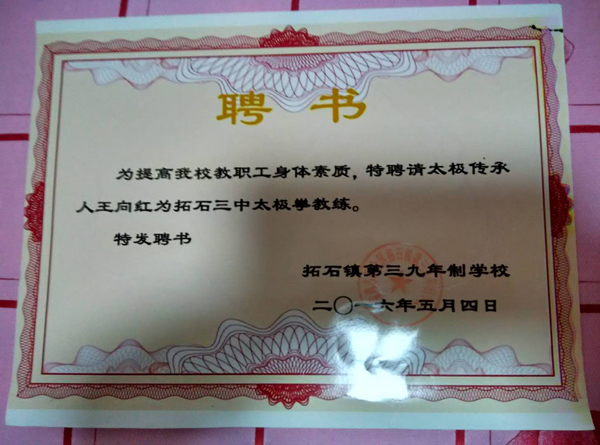 聘书
为提高我校教职工身体素质，特聘请太极传承
人王向红为拓石三中太极拳教练。
特发聘书
拓石镇第三九年制学校
二〇一六年五月四日